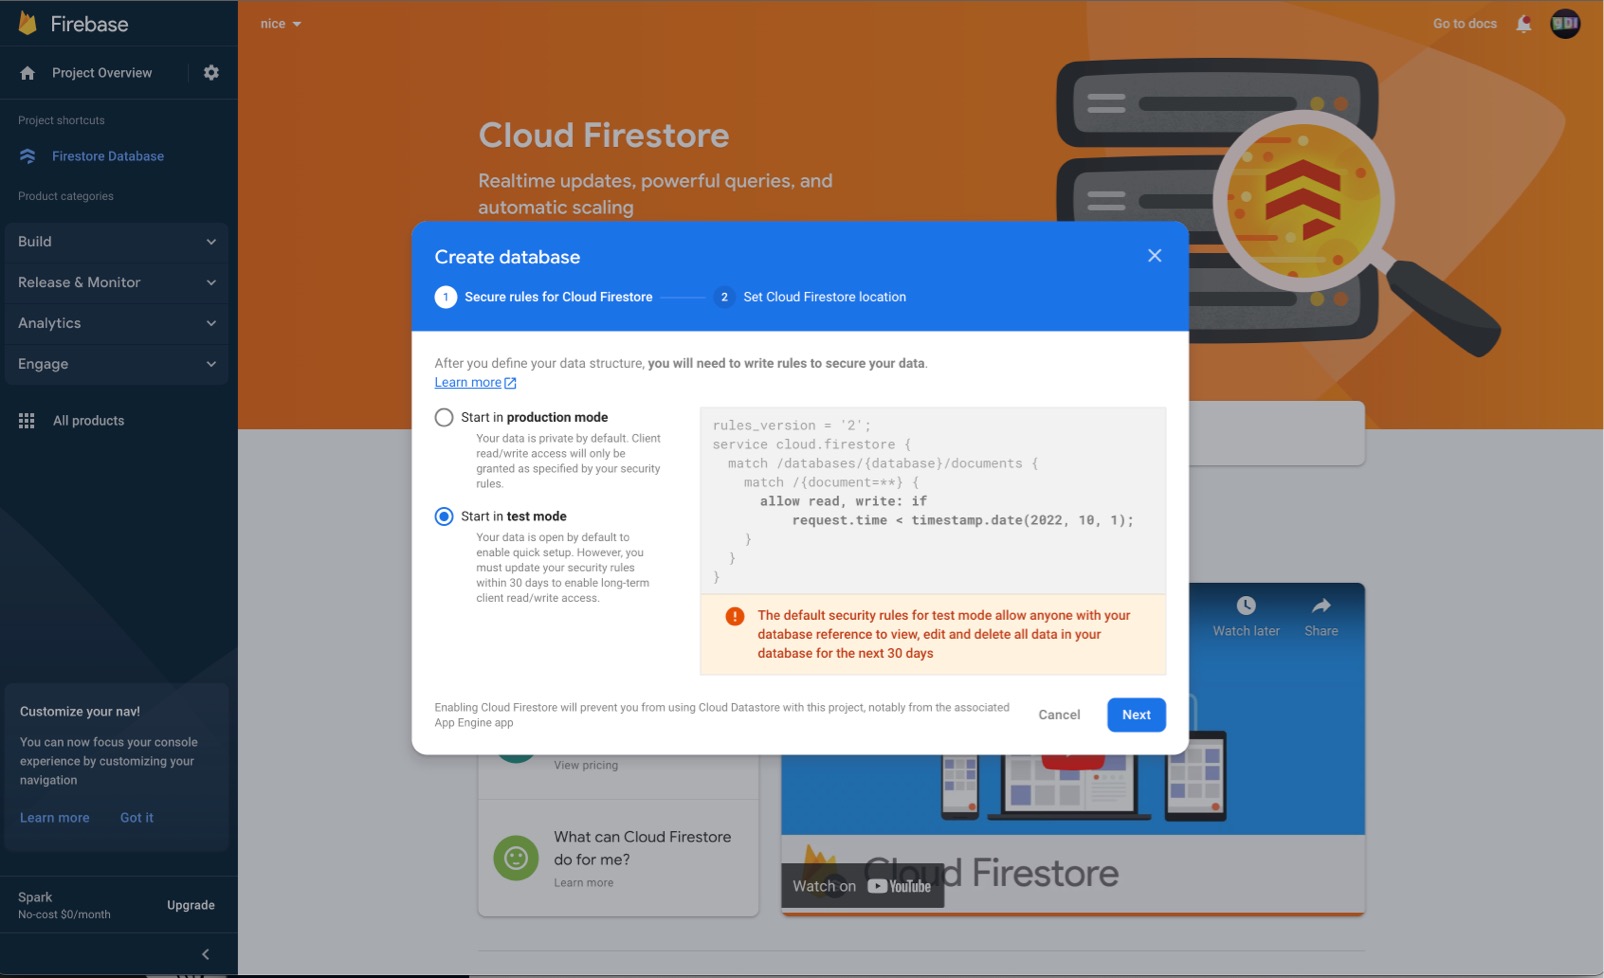 Firebase
Project Overview
Project shortcuts
Firestore Database
Product categories
Build
Release & Monitor
Analytics
Engage
All products
Customize your nav!
You can now focus your console
experience by customizing your
navigation
Learn more Got it
Spark
No-cost $0/month
Upgrade
nice
Go to docs
Cloud Firestore
Realtime updates, powerful queries, and
automatic scaling
Create database
1 Secure rules for Cloud Firestore
2 Set Cloud Firestore location
After you define your data structure, you will need to write rules to secure your data.
Learn more
Start in production mode
Your data is private by default. Client
read/write access will only be
granted as specified by your security
rules.
Start in test mode
Your data is open by default to
enable quick setup. However, you
must update your security rules
within 30 days to enable long-term
client read/write access.
rules_version = '2';
service cloud.firestore {
match /databases/{database}/documents {
match /{document=**} {
allow read, write: if
request.time < timestamp.date(2022, 10, 1);
}
}
}
The default security rules for test mode allow anyone with your
database reference to view, edit and delete all data in your
database for the next 30 days
Enabling Cloud Firestore will prevent you from using Cloud Datastore with this project, notably from the associated
App Engine app
Cancel
Next
View pricing
What can Cloud Firestore
do for me?
Learn more
Watch later
Share
Cloud Firestore
Watch on YouTube